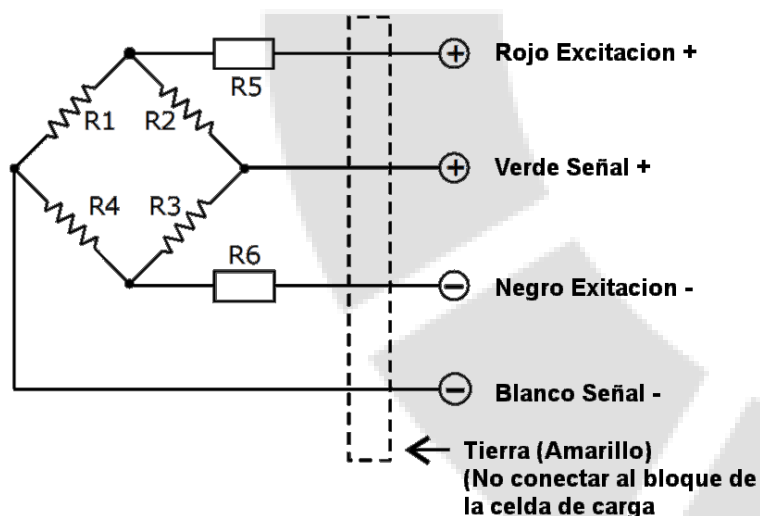 Rojo Excitacion +
R5
R1
R2
Verde Señal +
R4
R3
R6
Negro Exitacion -
Blanco Señal -
Tierra (Amarillo)
(No conectar al bloque de
la celda de carga